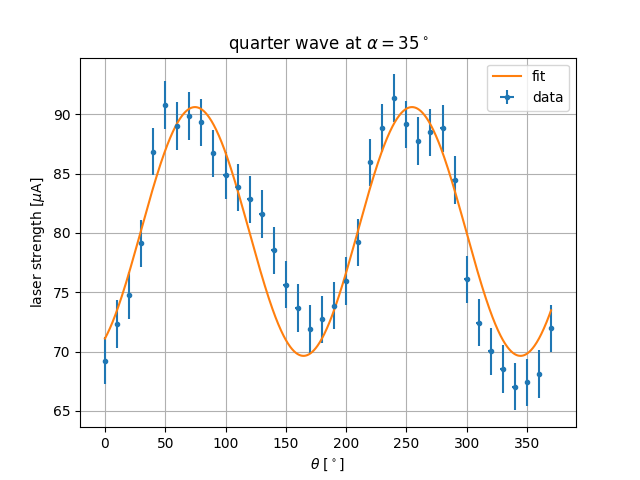 quarter wave at α = 35°
fit
data
laser strength [μA]
90
85
80
75
70
65
0 50 100 150 200 250 300 350
θ [°]